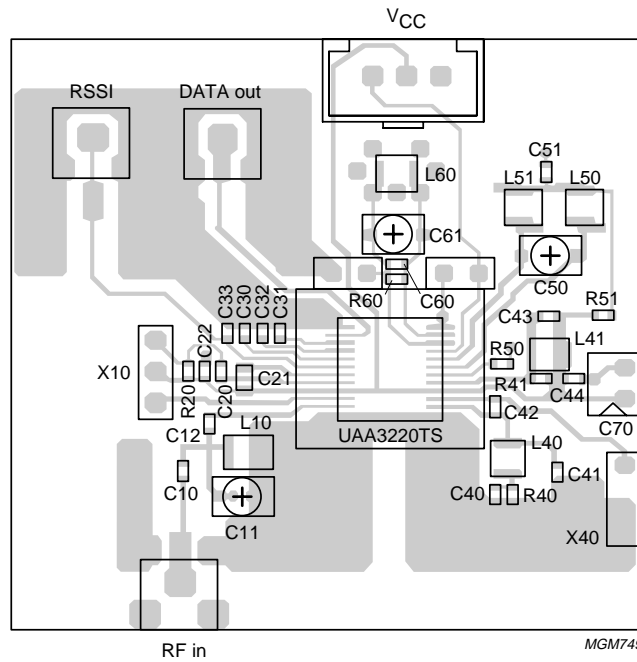 VCC
RSSI
DATA out
C51
L60
L51
L50
C61
C50
R60
C60
C33
C30
C32
C31
C43
R51
C22
L41
X10
R50
C21
R41
C44
R20
C20
C42
C70
C12
L10
UAA3220TS
L40
C10
C41
C40
R40
C11
X40
RF in